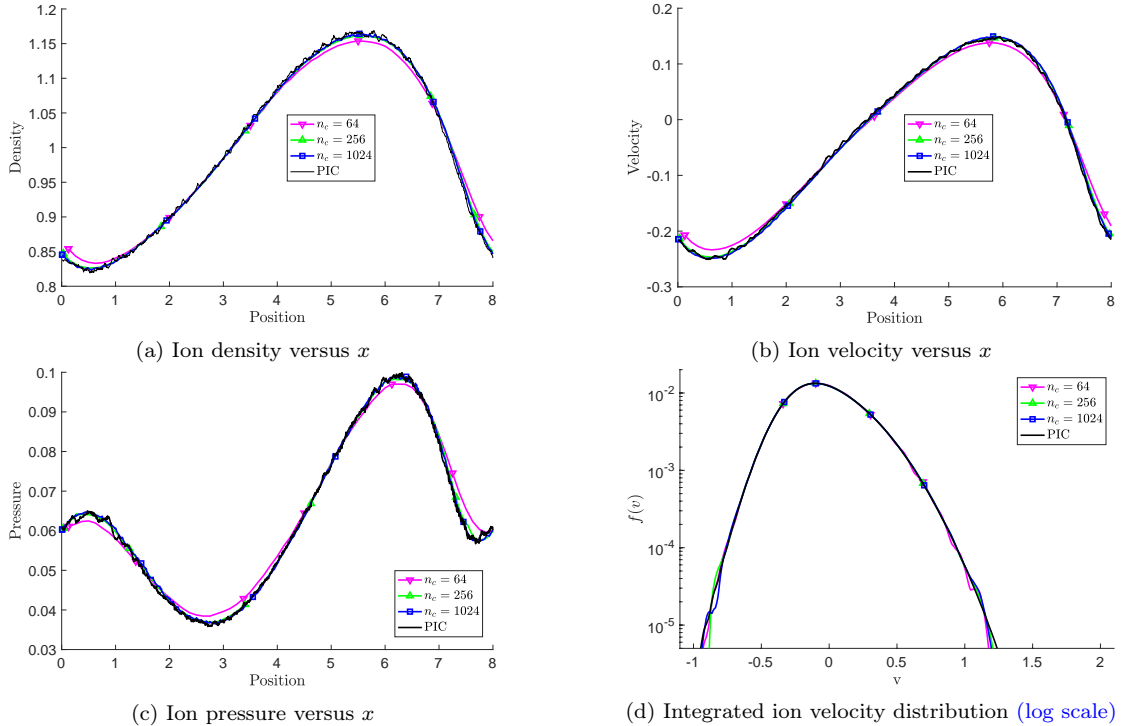 1.15
1.1
1.05
1
0.95
0.9
0.85
0.8
Density
n_c = 64
n_c = 256
n_c = 1024
PIC
0 1 2 3 4 5 6 7 8
Position
(a) Ion density versus x
0.2
0.1
0
-0.1
-0.2
-0.3
Velocity
n_c = 64
n_c = 256
n_c = 1024
PIC
0 1 2 3 4 5 6 7 8
Position
(b) Ion velocity versus x
0.1
0.09
0.08
0.07
0.06
0.05
0.04
0.03
Pressure
n_c = 64
n_c = 256
n_c = 1024
PIC
0 1 2 3 4 5 6 7 8
Position
(c) Ion pressure versus x
10^{-2}
10^{-3}
10^{-4}
10^{-5}
f(v)
n_c = 64
n_c = 256
n_c = 1024
PIC
-1 -0.5 0 0.5 1 1.5 2
v
(d) Integrated ion velocity distribution (log scale)